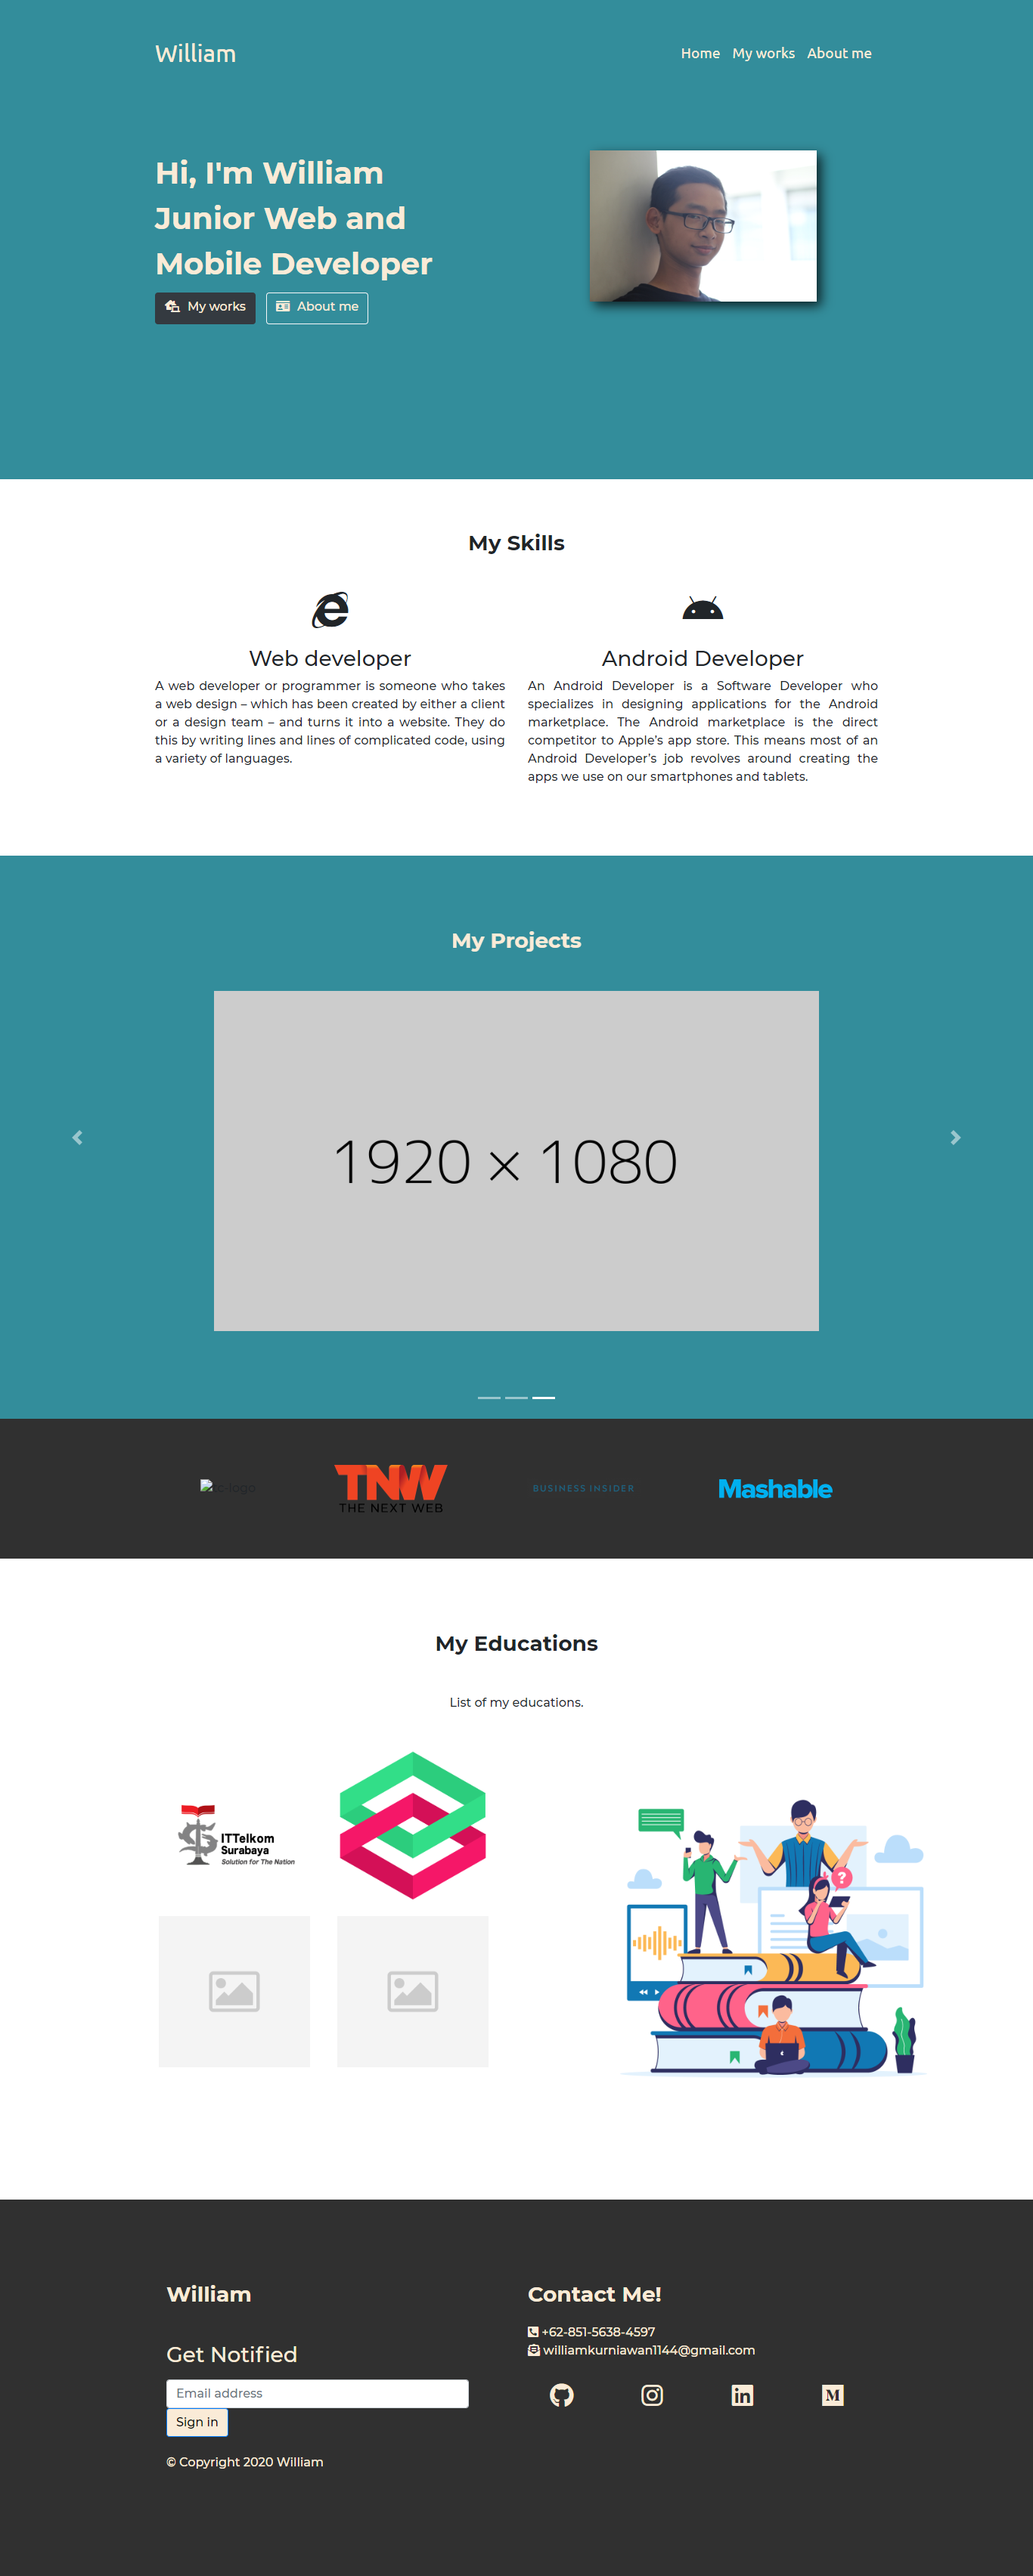 William
Home My works About me
Hi, I'm William
Junior Web and
Mobile Developer
My works About me
My Skills
Web developer
A web developer or programmer is someone who takes
a web design – which has been created by either a client
or a design team – and turns it into a website. They do
this by writing lines and lines of complicated code, using
a variety of languages.
Android Developer
An Android Developer is a Software Developer who
specializes in designing applications for the Android
marketplace. The Android marketplace is the direct
competitor to Apple’s app store. This means most of an
Android Developer’s job revolves around creating the
apps we use on our smartphones and tablets.
My Projects
1920 × 1080
TNW
THE NEXT WEB
BUSINESS INSIDER
Mashable
My Educations
List of my educations.
ITTelkom
Surabaya
Solution for The Nation
?
William
Get Notified
Email address
Sign in
© Copyright 2020 William
Contact Me!
+62-851-5638-4597
williamkurniawan1144@gmail.com
in
M